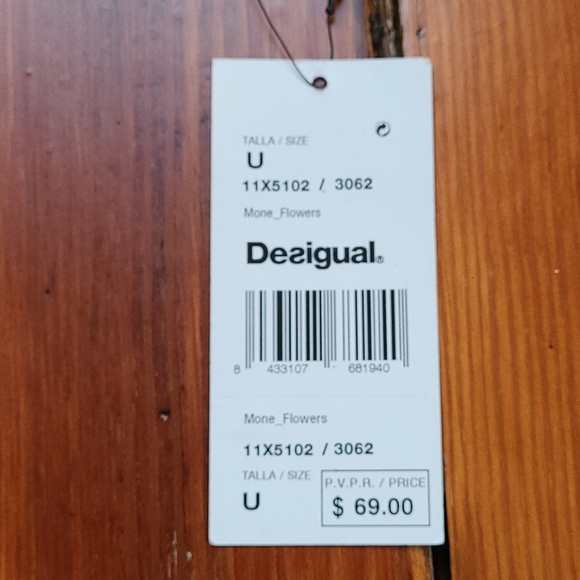 TALLA / SIZE
U
11X5102 / 3062
Mone_Flowers
Desigual®
8 433107 681940
Mone_Flowers
11X5102 / 3062
TALLA / SIZE
U
P.V.P.R. / PRICE
$ 69.00